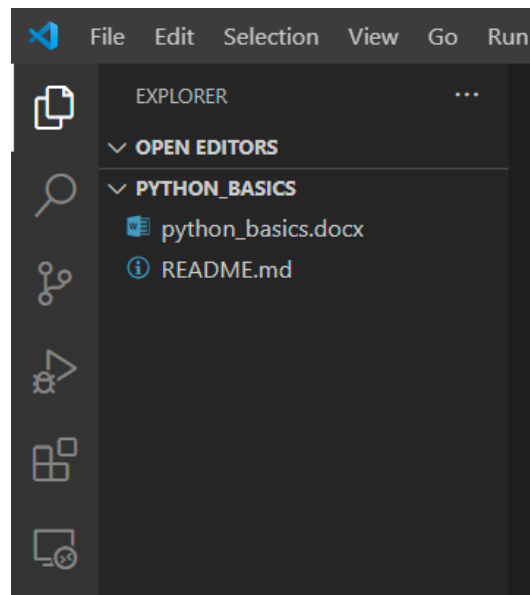 File Edit Selection View Go Run
EXPLORER ...
OPEN EDITORS
PYTHON_BASICS
python_basics.docx
README.md